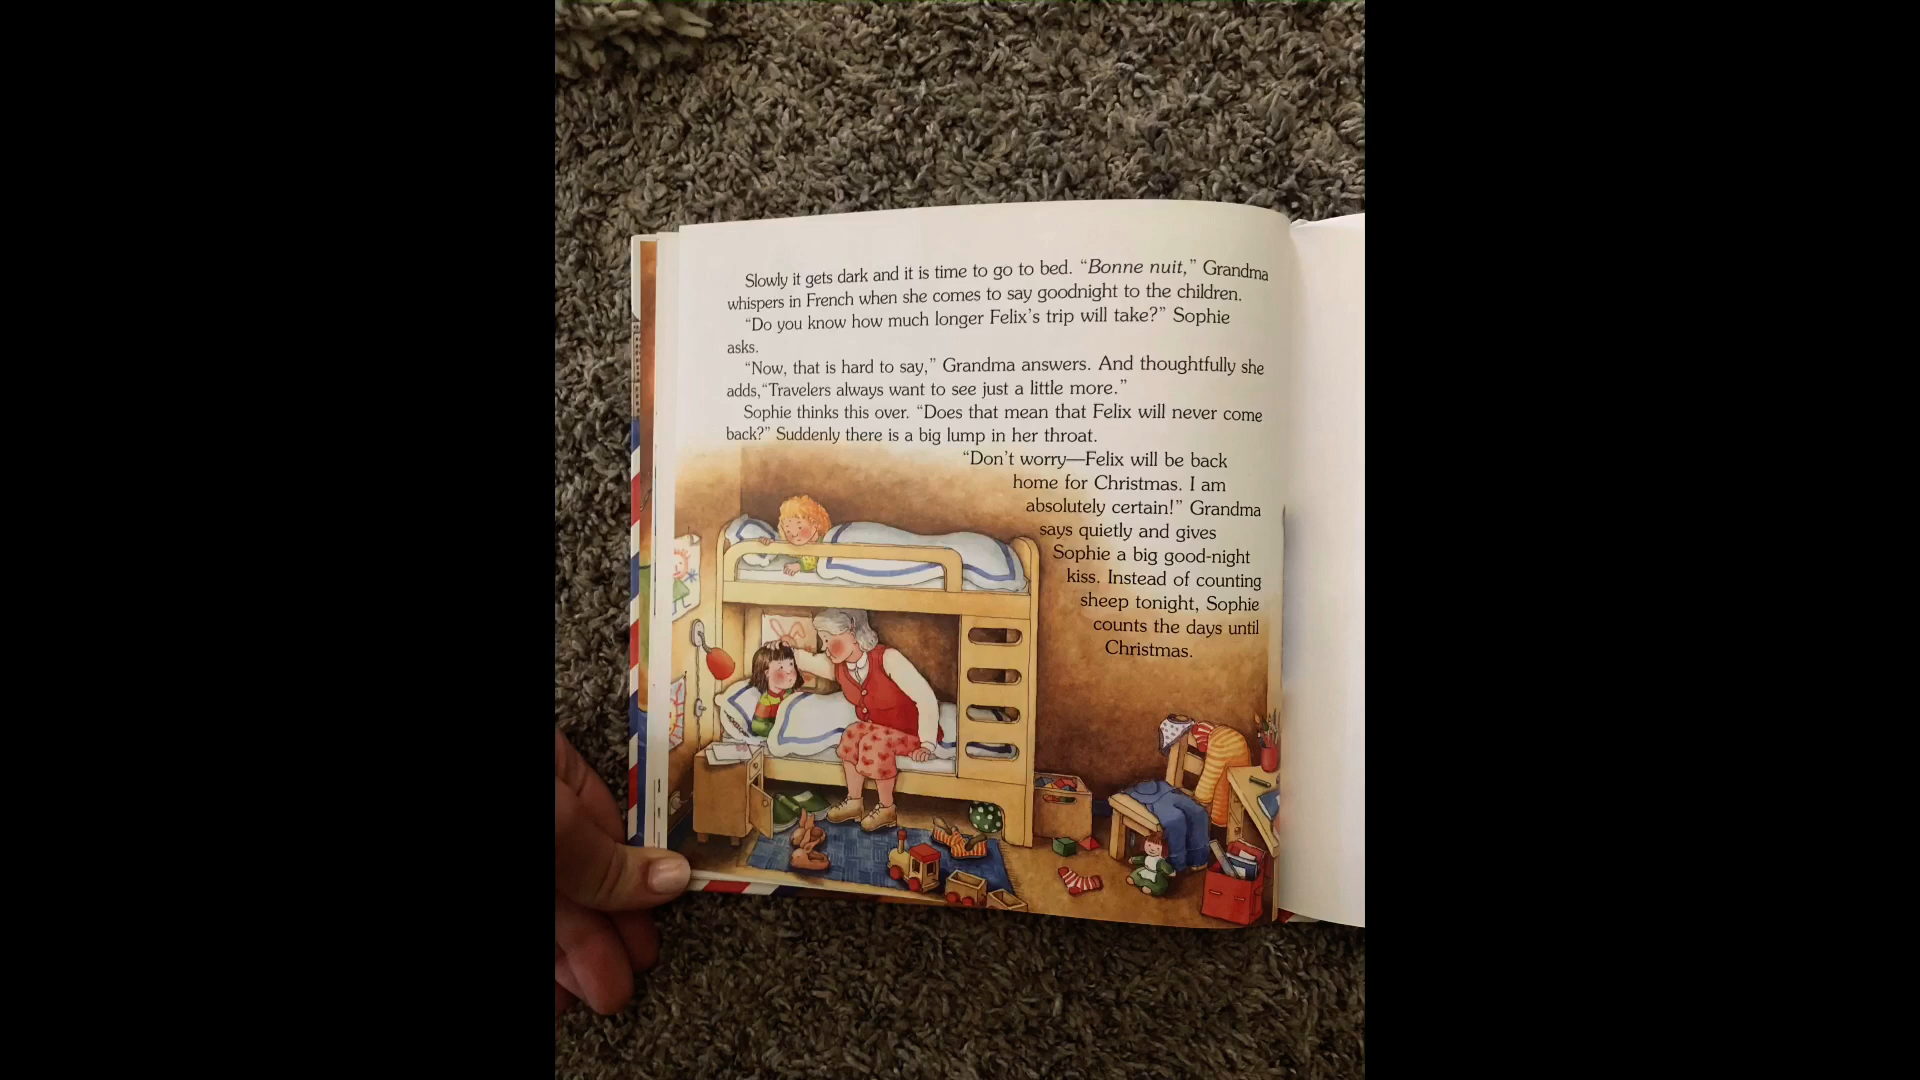 Slowly it gets dark and it is time to go to bed. “Bonne nuit,” Grandma
whispers in French when she comes to say goodnight to the children.
“Do you know how much longer Felix’s trip will take?” Sophie
asks.
“Now, that is hard to say,” Grandma answers. And thoughtfully she
adds,“Travelers always want to see just a little more.”
Sophie thinks this over. “Does that mean that Felix will never come
back?” Suddenly there is a big lump in her throat.
“Don’t worry—Felix will be back
home for Christmas. I am
absolutely certain!” Grandma
says quietly and gives
Sophie a big good-night
kiss. Instead of counting
sheep tonight, Sophie
counts the days until
Christmas.